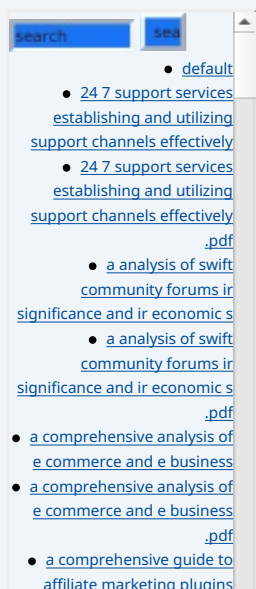 search
sea
default
24 7 support services
establishing and utilizing
support channels effectively
24 7 support services
establishing and utilizing
support channels effectively
.pdf
a analysis of swift
community forums ir
significance and ir economic s
a analysis of swift
community forums ir
significance and ir economic s
.pdf
a comprehensive analysis of
e commerce and e business
a comprehensive analysis of
e commerce and e business
.pdf
a comprehensive guide to
affiliate marketing plugins